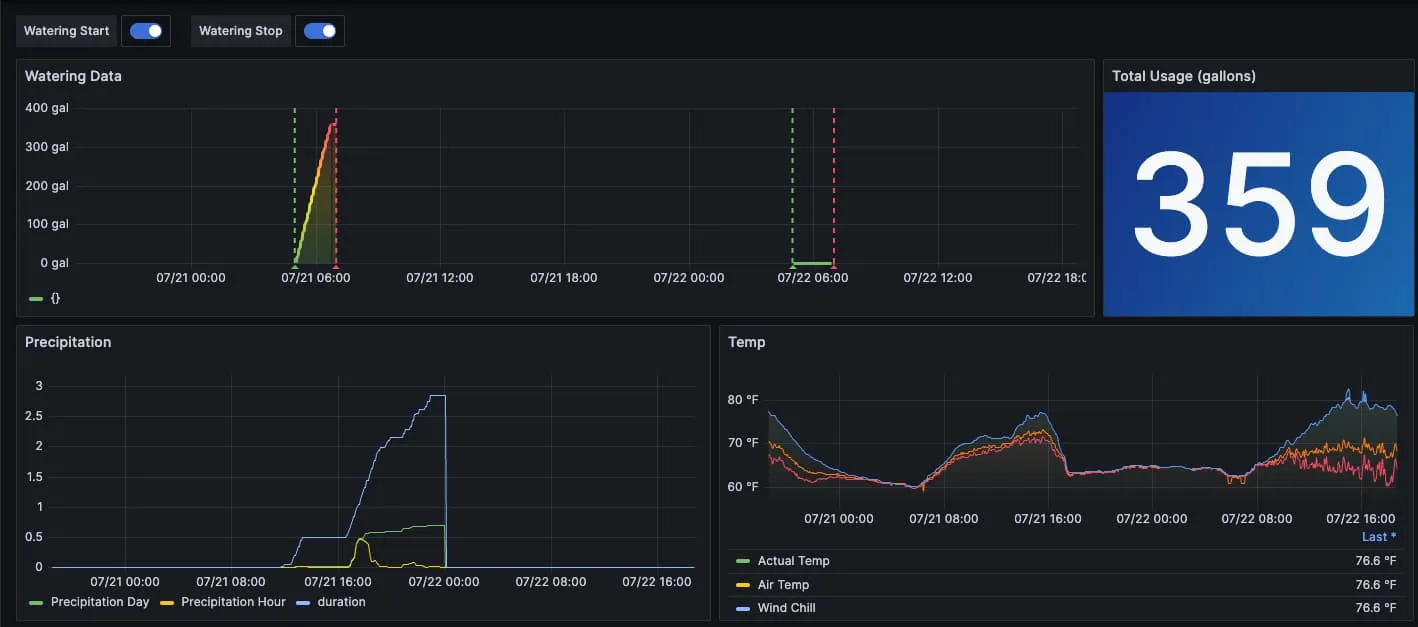 Watering Start Watering Stop
Watering Data
400 gal
300 gal
200 gal
100 gal
0 gal
07/21 00:00 07/21 06:00 07/21 12:00 07/21 18:00 07/22 00:00 07/22 06:00 07/22 12:00 07/22 18:0
{}
Total Usage (gallons)
359
Precipitation
3
2.5
2
1.5
1
0.5
0
07/21 00:00 07/21 08:00 07/21 16:00 07/22 00:00 07/22 08:00 07/22 16:00
Precipitation Day Precipitation Hour duration
Temp
80 °F
70 °F
60 °F
07/21 00:00 07/21 08:00 07/21 16:00 07/22 00:00 07/22 08:00 07/22 16:00
Last *
Actual Temp 76.6 °F
Air Temp 76.6 °F
Wind Chill 76.6 °F